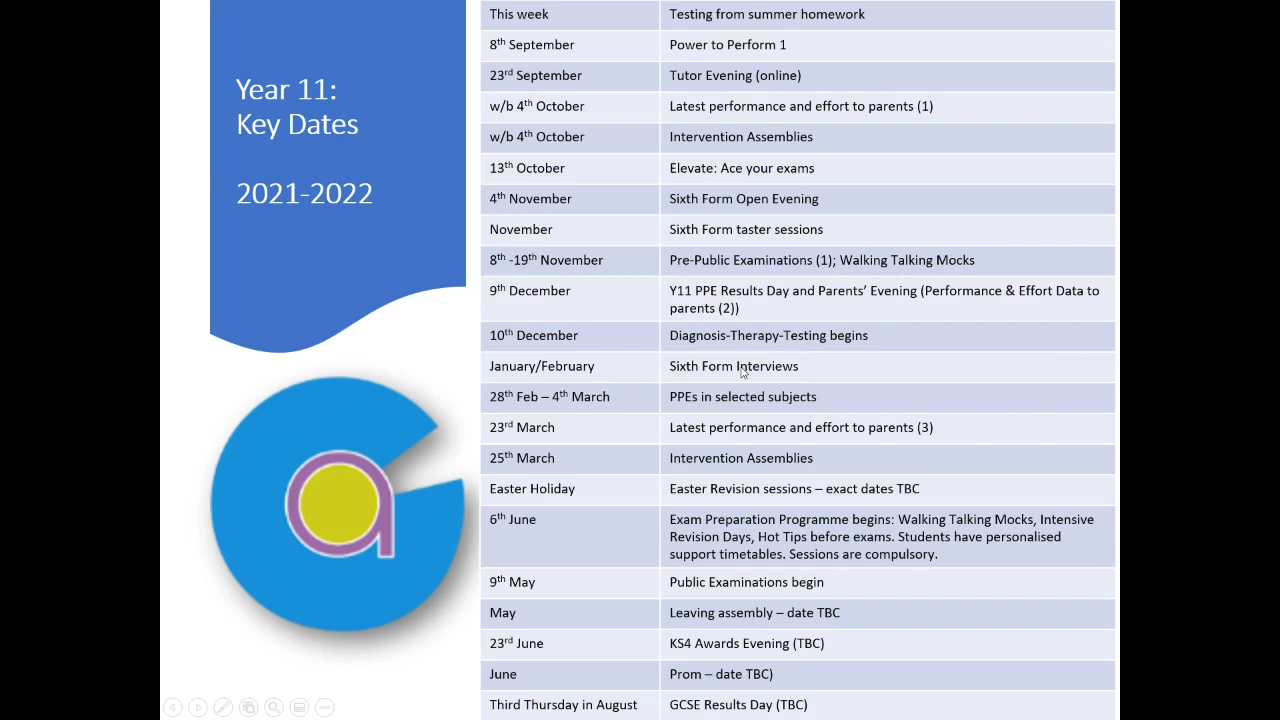 Year 11:
Key Dates
2021-2022
This week Testing from summer homework
8th September Power to Perform 1
23rd September Tutor Evening (online)
w/b 4th October Latest performance and effort to parents (1)
w/b 4th October Intervention Assemblies
13th October Elevate: Ace your exams
4th November Sixth Form Open Evening
November Sixth Form taster sessions
8th -19th November Pre-Public Examinations (1); Walking Talking Mocks
9th December Y11 PPE Results Day and Parents’ Evening (Performance & Effort Data to
parents (2))
10th December Diagnosis-Therapy-Testing begins
January/February Sixth Form Interviews
28th Feb – 4th March PPEs in selected subjects
23rd March Latest performance and effort to parents (3)
25th March Intervention Assemblies
Easter Holiday Easter Revision sessions – exact dates TBC
6th June Exam Preparation Programme begins: Walking Talking Mocks, Intensive
Revision Days, Hot Tips before exams. Students have personalised
support timetables. Sessions are compulsory.
9th May Public Examinations begin
May Leaving assembly – date TBC
23rd June KS4 Awards Evening (TBC)
June Prom – date TBC)
Third Thursday in August GCSE Results Day (TBC)